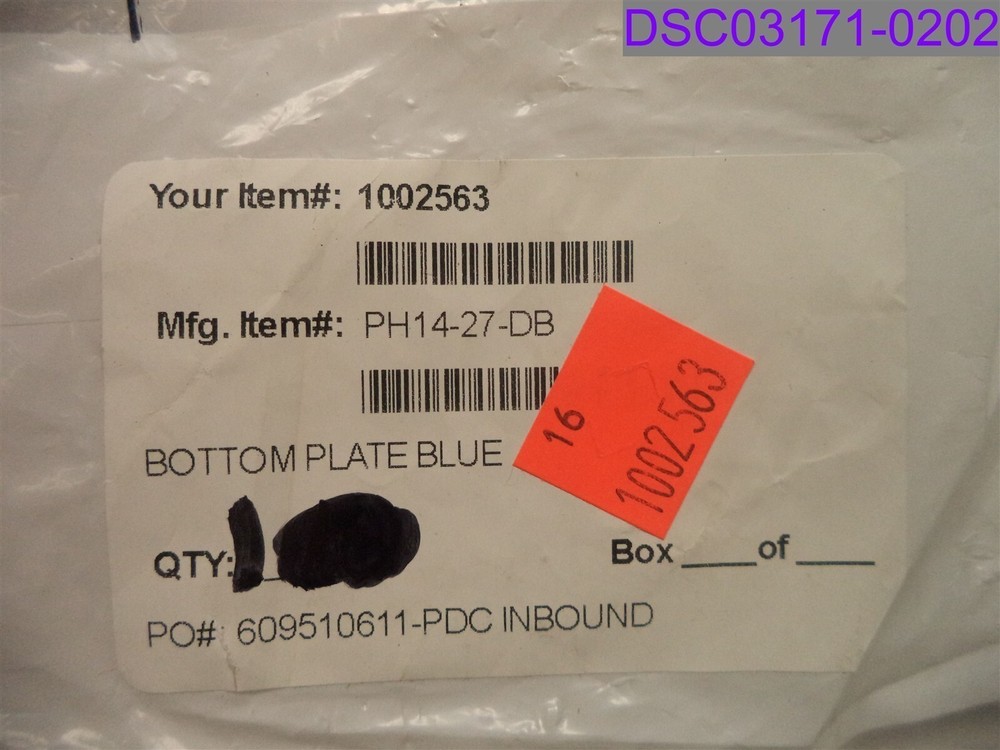 DSC03171-0202
Your Item#: 1002563
Mfg. Item#: PH14-27-DB
16
1002563
BOTTOM PLATE BLUE
QTY: 1
Box ____ of ____
PO#: 609510611-PDC INBOUND